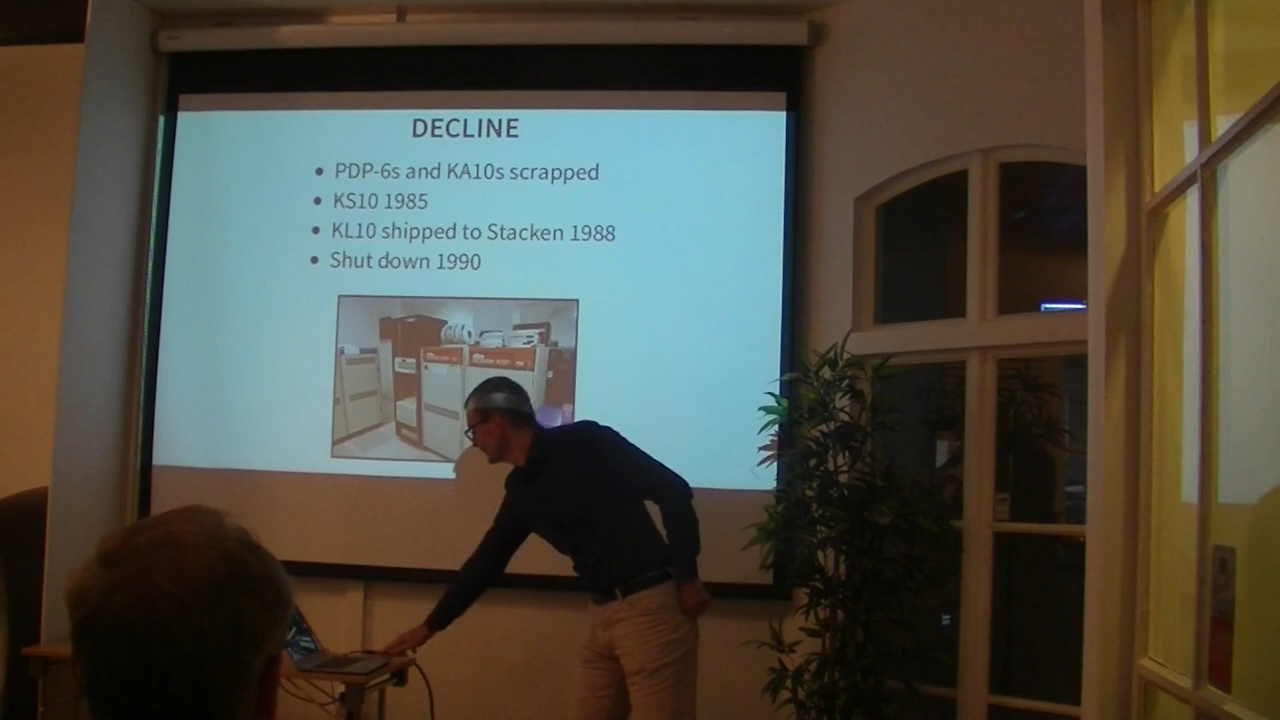 DECLINE
• PDP-6s and KA10s scrapped
• KS10 1985
• KL10 shipped to Stacken 1988
• Shut down 1990